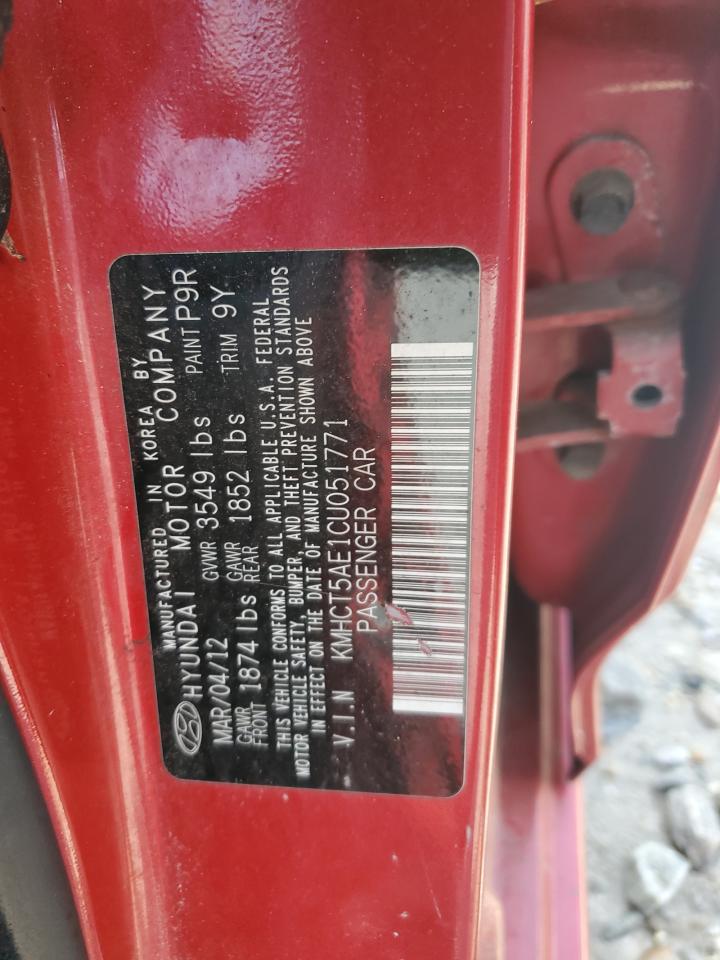 MANUFACTURED IN KOREA BY
HYUNDAI MOTOR COMPANY
MAR/04/12 GVWR 3549 lbs PAINT P9R
GAWR FRONT 1874 lbs GAWR REAR 1852 lbs TRIM 9Y
THIS VEHICLE CONFORMS TO ALL APPLICABLE U.S.A. FEDERAL
MOTOR VEHICLE SAFETY, BUMPER, AND THEFT PREVENTION STANDARDS
IN EFFECT ON THE DATE OF MANUFACTURE SHOWN ABOVE
V.I.N KMHCT5AE1CU051771
PASSENGER CAR